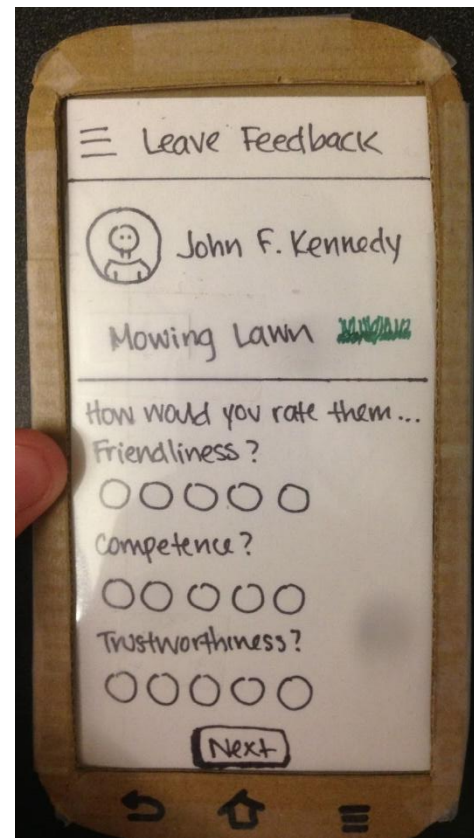 Leave Feedback
John F. Kennedy
Mowing Lawn
How would you rate them...
Friendliness?
Competence?
Trustworthiness?
Next